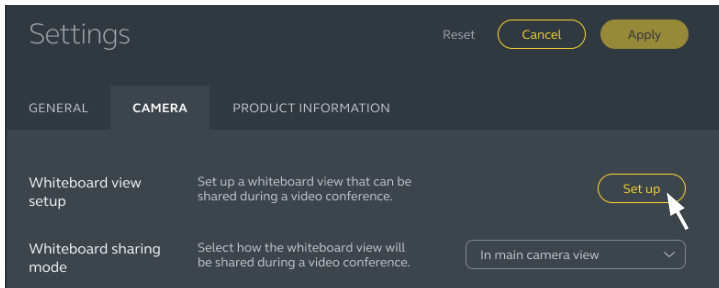 Settings
Reset
Cancel
Apply
GENERAL
CAMERA
PRODUCT INFORMATION
Whiteboard view
setup
Set up a whiteboard view that can be
shared during a video conference.
Set up
Whiteboard sharing
mode
Select how the whiteboard view will
be shared during a video conference.
In main camera view